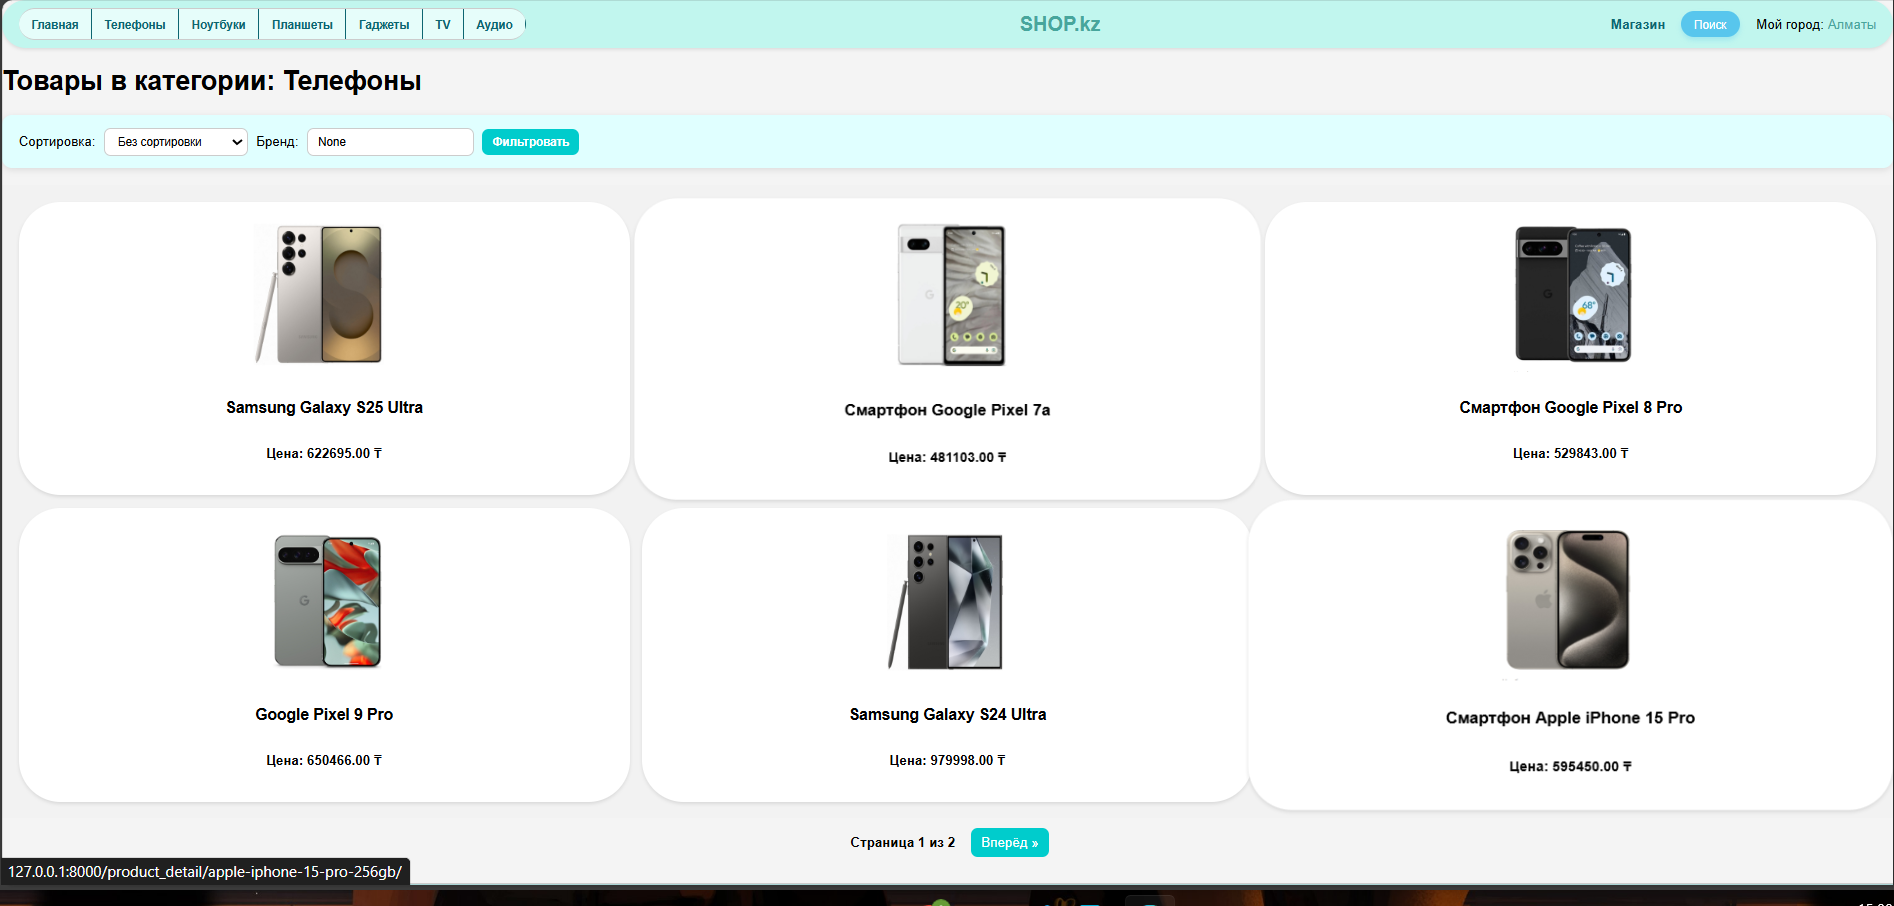 Главная Телефоны Ноутбуки Планшеты Гаджеты TV Аудио SHOP.kz Магазин Поиск Мой город: Алматы
Товары в категории: Телефоны
Сортировка: Без сортировки Бренд: None Фильтровать
Samsung Galaxy S25 Ultra
Цена: 622695.00 ₸
Смартфон Google Pixel 7a
Цена: 481103.00 ₸
Смартфон Google Pixel 8 Pro
Цена: 529843.00 ₸
Google Pixel 9 Pro
Цена: 650466.00 ₸
Samsung Galaxy S24 Ultra
Цена: 979998.00 ₸
Смартфон Apple iPhone 15 Pro
Цена: 595450.00 ₸
Страница 1 из 2 Вперёд »
127.0.0.1:8000/product_detail/apple-iphone-15-pro-256gb/